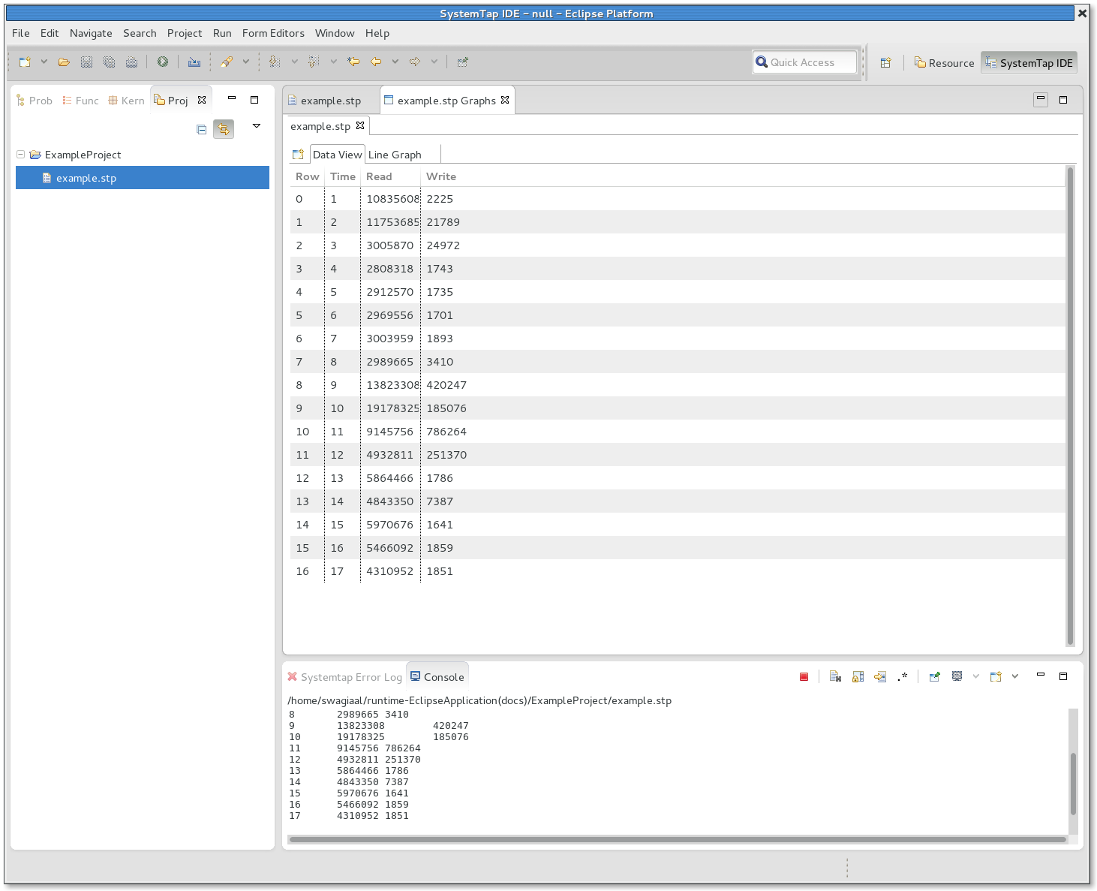 SystemTap IDE - null - Eclipse Platform
File Edit Navigate Search Project Run Form Editors Window Help
Quick Access Resource SystemTap IDE
Prob Func Kern Proj
ExampleProject
example.stp
example.stp example.stp Graphs
example.stp
Data View Line Graph
Row Time Read Write
0 1 10835608 2225
1 2 11753685 21789
2 3 3005870 24972
3 4 2808318 1743
4 5 2912570 1735
5 6 2969556 1701
6 7 3003959 1893
7 8 2989665 3410
8 9 13823308 420247
9 10 19178325 185076
10 11 9145756 786264
11 12 4932811 251370
12 13 5864466 1786
13 14 4843350 7387
14 15 5970676 1641
15 16 5466092 1859
16 17 4310952 1851
Systemtap Error Log Console
/home/swagiaal/runtime-EclipseApplication(docs)/ExampleProject/example.stp
8 2989665 3410
9 13823308 420247
10 19178325 185076
11 9145756 786264
12 4932811 251370
13 5864466 1786
14 4843350 7387
15 5970676 1641
16 5466092 1859
17 4310952 1851